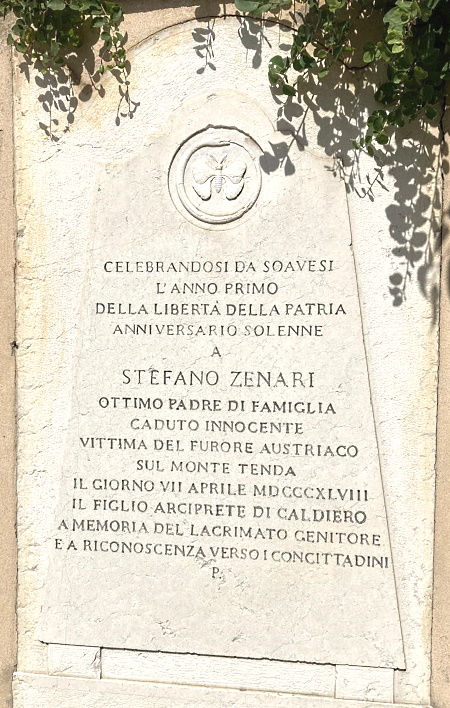 CELEBRANDOSI DA SOAVESI
L'ANNO PRIMO
DELLA LIBERTÀ DELLA PATRIA
ANNIVERSARIO SOLENNE
A
STEFANO ZENARI
OTTIMO PADRE DI FAMIGLIA
CADUTO INNOCENTE
VITTIMA DEL FURORE AUSTRIACO
SUL MONTE TENDA
IL GIORNO VII APRILE MDCCCXLVIII
IL FIGLIO ARCIPRETE DI CALDIERO
A MEMORIA DEL LACRIMATO GENITORE
E A RICONOSCENZA VERSO I CONCITTADINI
P.